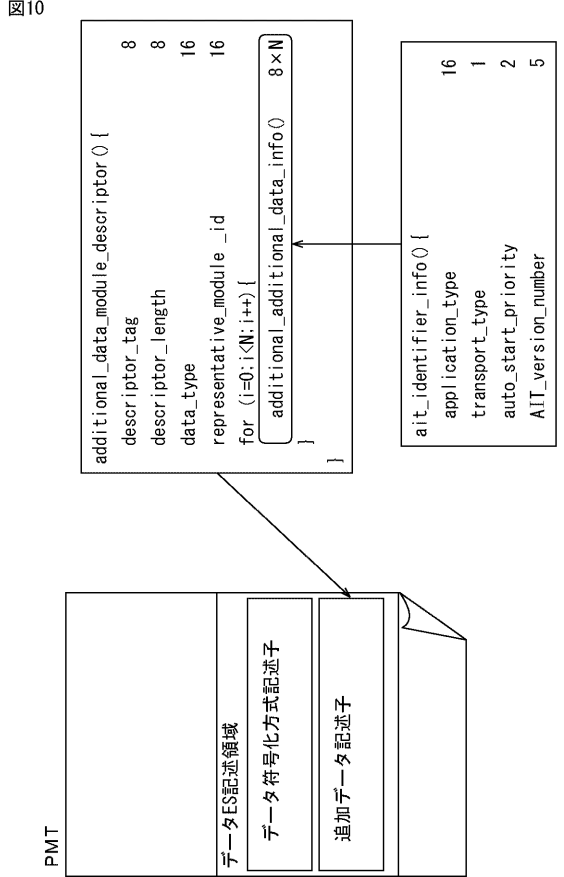 図10
PMT
データES記述領域
データ符号化方式記述子
追加データ記述子
additional_data_module_descriptor() {
descriptor_tag 8
descriptor_length 8
data_type 16
representative_module _id 16
for (i=0;i<N;i++) {
additional_additional_data_info() 8×N
}
}
ait_identifier_info() {
application_type 16
transport_type 1
auto_start_priority 2
AIT_version_number 5